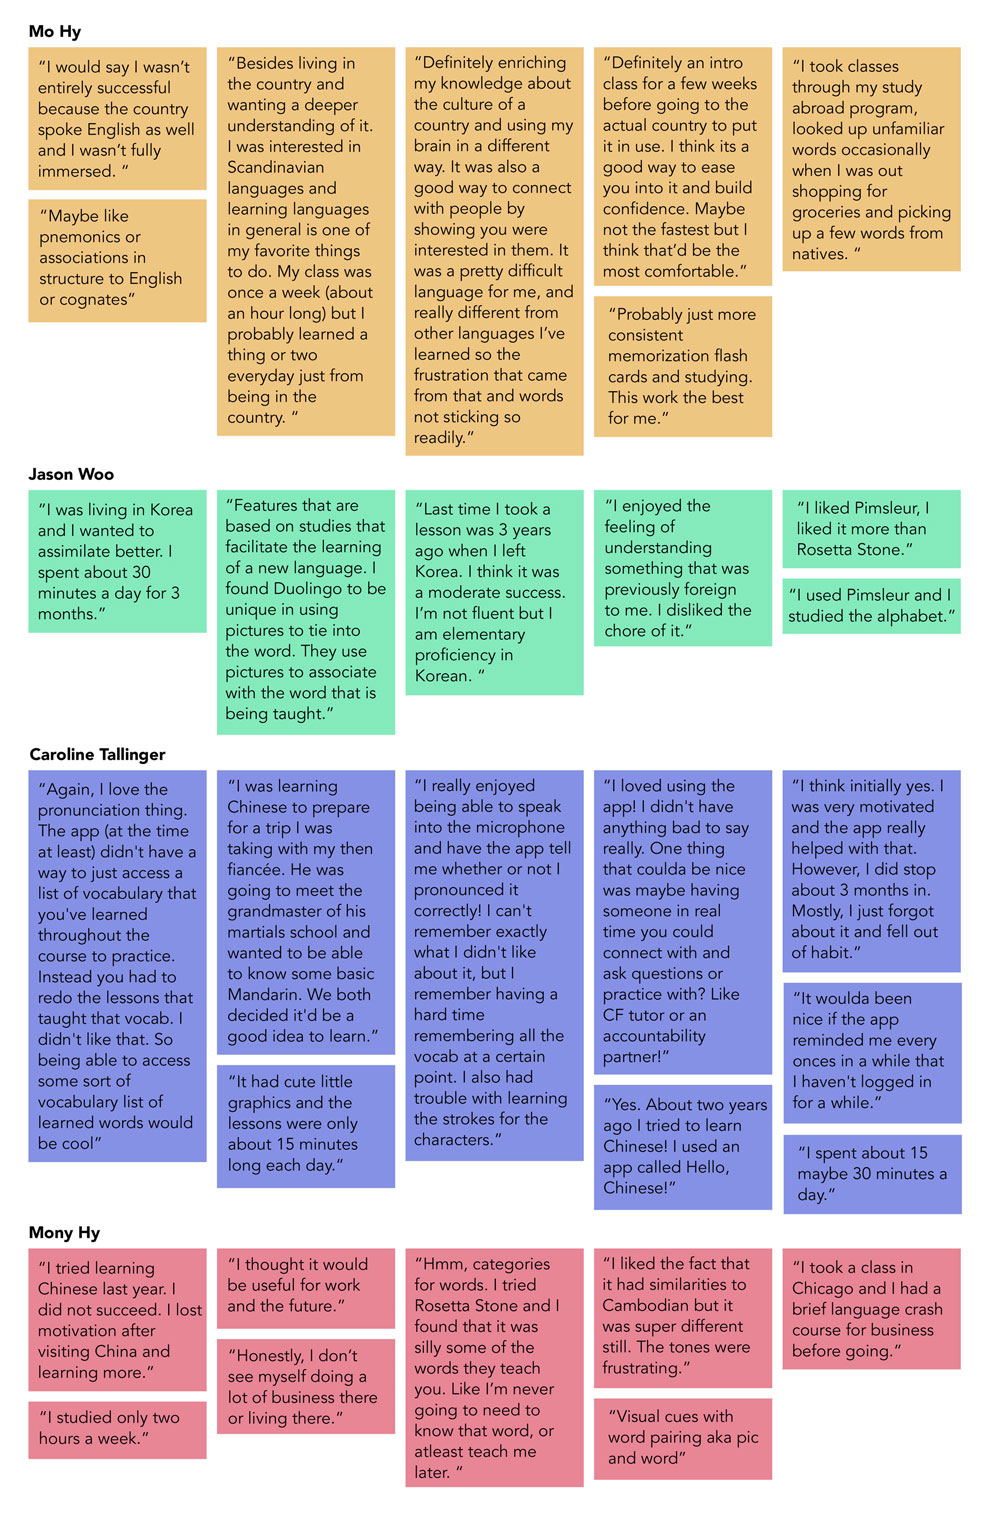 Mo Hy
“I would say I wasn’t
entirely successful
because the country
spoke English as well
and I wasn’t fully
immersed. “
“Maybe like
pnemonics or
associations in
structure to English
or cognates”
“Besides living in
the country and
wanting a deeper
understanding of it.
I was interested in
Scandinavian
languages and
learning languages
in general is one of
my favorite things
to do. My class was
once a week (about
an hour long) but I
probably learned a
thing or two
everyday just from
being in the
country. “
“Definitely enriching
my knowledge about
the culture of a
country and using my
brain in a different
way. It was also a
good way to connect
with people by
showing you were
interested in them. It
was a pretty difficult
language for me, and
really different from
other languages I’ve
learned so the
frustration that came
from that and words
not sticking so
readily.”
“Definitely an intro
class for a few weeks
before going to the
actual country to put
it in use. I think its a
good way to ease
you into it and build
confidence. Maybe
not the fastest but I
think that’d be the
most comfortable.”
“Probably just more
consistent
memorization flash
cards and studying.
This work the best
for me.”
“I took classes
through my study
abroad program,
looked up unfamiliar
words occasionally
when I was out
shopping for
groceries and picking
up a few words from
natives. “
Jason Woo
“I was living in Korea
and I wanted to
assimilate better. I
spent about 30
minutes a day for 3
months.”
“Features that are
based on studies that
facilitate the learning
of a new language. I
found Duolingo to be
unique in using
pictures to tie into
the word. They use
pictures to associate
with the word that is
being taught.”
“Last time I took a
lesson was 3 years
ago when I left
Korea. I think it was
a moderate success.
I’m not fluent but I
am elementary
proficiency in
Korean. “
“I enjoyed the
feeling of
understanding
something that was
previously foreign
to me. I disliked the
chore of it.”
“I liked Pimsleur, I
liked it more than
Rosetta Stone.”
“I used Pimsleur and I
studied the alphabet.”
Caroline Tallinger
“Again, I love the
pronunciation thing.
The app (at the time
at least) didn't have a
way to just access a
list of vocabulary that
you've learned
throughout the
course to practice.
Instead you had to
redo the lessons that
taught that vocab. I
didn't like that. So
being able to access
some sort of
vocabulary list of
learned words would
be cool”
“I was learning
Chinese to prepare
for a trip I was
taking with my then
fiancée. He was
going to meet the
grandmaster of his
martials school and
wanted to be able
to know some basic
Mandarin. We both
decided it'd be a
good idea to learn.”
“It had cute little
graphics and the
lessons were only
about 15 minutes
long each day.“
“I really enjoyed
being able to speak
into the microphone
and have the app tell
me whether or not I
pronounced it
correctly! I can't
remember exactly
what I didn't like
about it, but I
remember having a
hard time
remembering all the
vocab at a certain
point. I also had
trouble with learning
the strokes for the
characters.”
“I loved using the
app! I didn't have
anything bad to say
really. One thing
that coulda be nice
was maybe having
someone in real
time you could
connect with and
ask questions or
practice with? Like
CF tutor or an
accountability
partner!”
“Yes. About two years
ago I tried to learn
Chinese! I used an
app called Hello,
Chinese!”
“I think initially yes. I
was very motivated
and the app really
helped with that.
However, I did stop
about 3 months in.
Mostly, I just forgot
about it and fell out
of habit.”
“It woulda been
nice if the app
reminded me every
onces in a while that
I haven't logged in
for a while.”
“I spent about 15
maybe 30 minutes a
day.”
Mony Hy
“I tried learning
Chinese last year. I
did not succeed. I lost
motivation after
visiting China and
learning more.”
“I studied only two
hours a week.”
“I thought it would
be useful for work
and the future.”
“Honestly, I don’t
see myself doing a
lot of business there
or living there.”
“Hmm, categories
for words. I tried
Rosetta Stone and I
found that it was
silly some of the
words they teach
you. Like I’m never
going to need to
know that word, or
atleast teach me
later. “
“I liked the fact that
it had similarities to
Cambodian but it
was super different
still. The tones were
frustrating.”
“Visual cues with
word pairing aka pic
and word”
“I took a class in
Chicago and I had a
brief language crash
course for business
before going.”